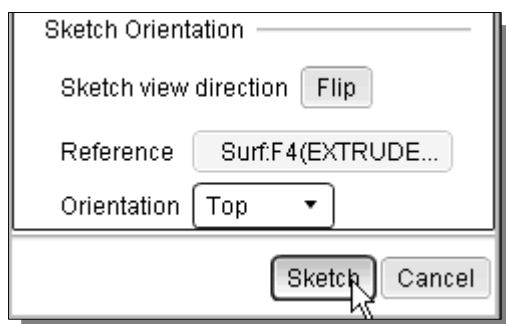 Sketch Orientation
Sketch view direction Flip
Reference Surf:F4(EXTRUDE...
Orientation Top
Sketch Cancel